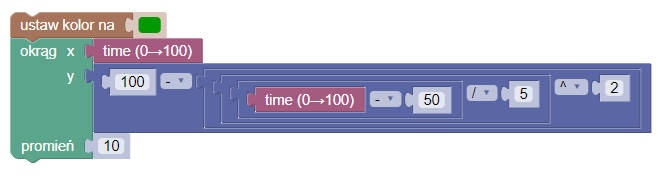 ustaw kolor na
okrąg x time (0→100)
y 100 - time (0→100) - 50 / 5 ^ 2
promień 10